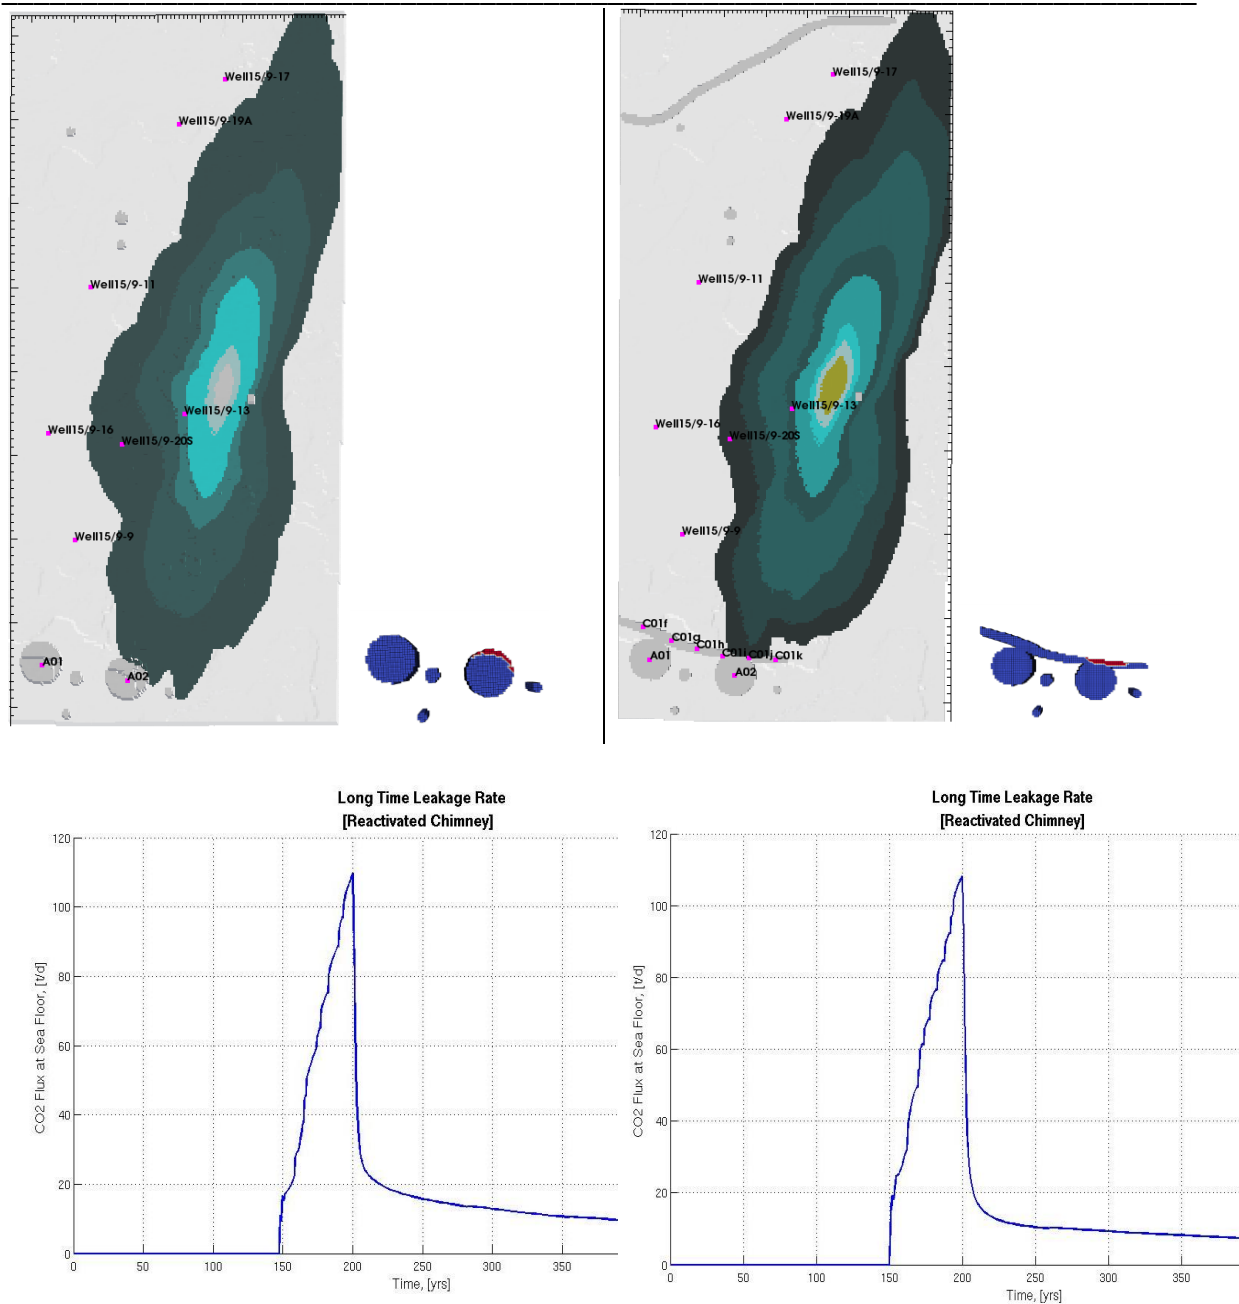 Well15/9-17
Well15/9-19A
Well15/9-11
Well15/9-13
Well15/9-16
Well15/9-20S
Well15/9-9
A01
A02
Well15/9-17
Well15/9-19A
Well15/9-11
Well15/9-13
Well15/9-16
Well15/9-20S
Well15/9-9
C01f
C01g
C01h
C01i
C01j
C01k
A01
A02
Long Time Leakage Rate
[Reactivated Chimney]
CO2 Flux at Sea Floor, [t/d]
120
100
80
60
40
20
0
0 50 100 150 200 250 300 350
Time, [yrs]
Long Time Leakage Rate
[Reactivated Chimney]
CO2 Flux at Sea Floor, [t/d]
120
100
80
60
40
20
0
0 50 100 150 200 250 300 350
Time, [yrs]